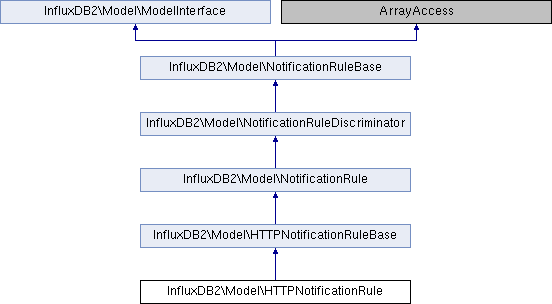 InfluxDB2\Model\ModelInterface
ArrayAccess
InfluxDB2\Model\NotificationRuleBase
InfluxDB2\Model\NotificationRuleDiscriminator
InfluxDB2\Model\NotificationRule
InfluxDB2\Model\HTTPNotificationRuleBase
InfluxDB2\Model\HTTPNotificationRule